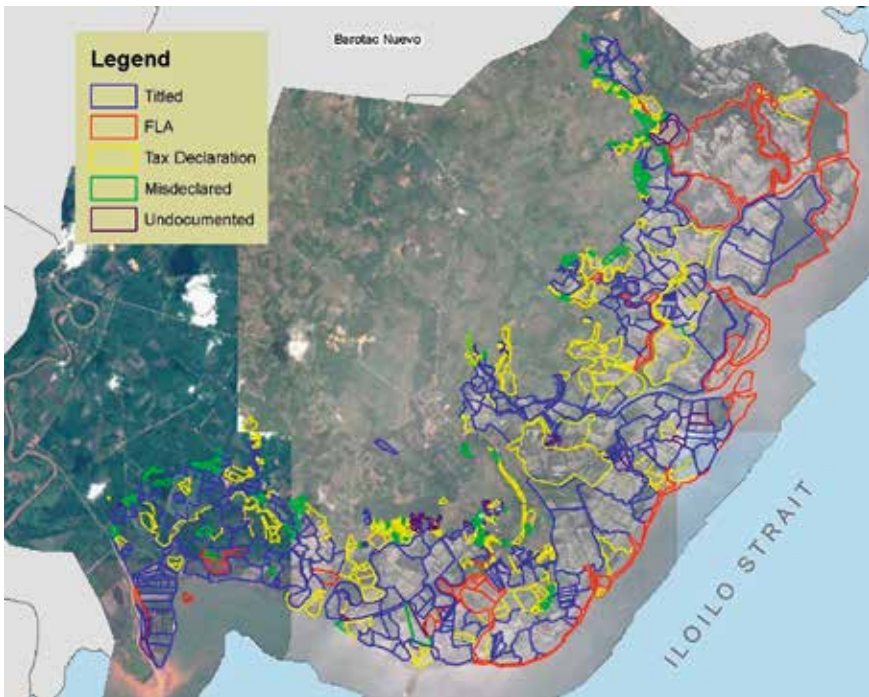 Barotac Nuevo
Legend
Titled
FLA
Tax Declaration
Misdeclared
Undocumented
ILOILO STRAIT